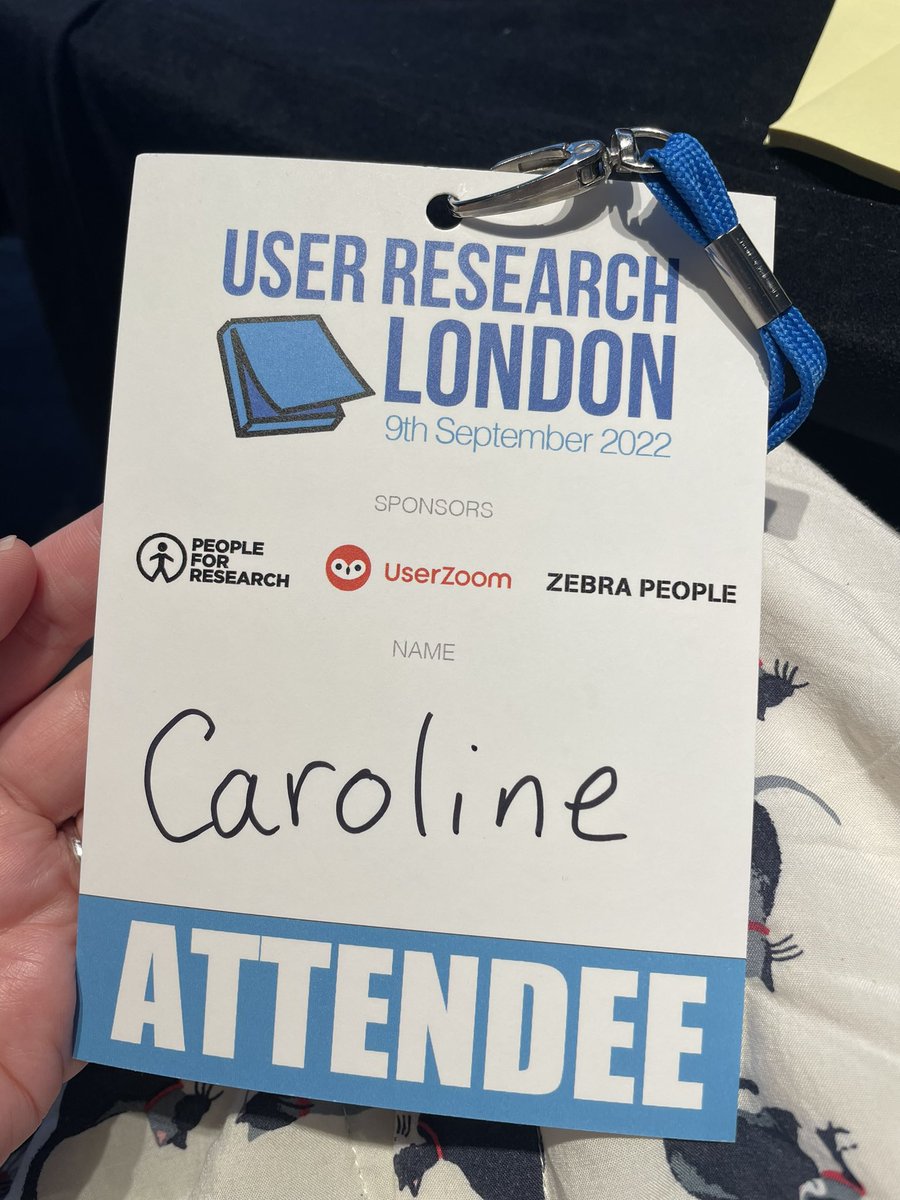 USER RESEARCH
LONDON
9th September 2022
SPONSORS
PEOPLE
FOR
RESEARCH
UserZoom
ZEBRA PEOPLE
NAME
Caroline
ATTENDEE